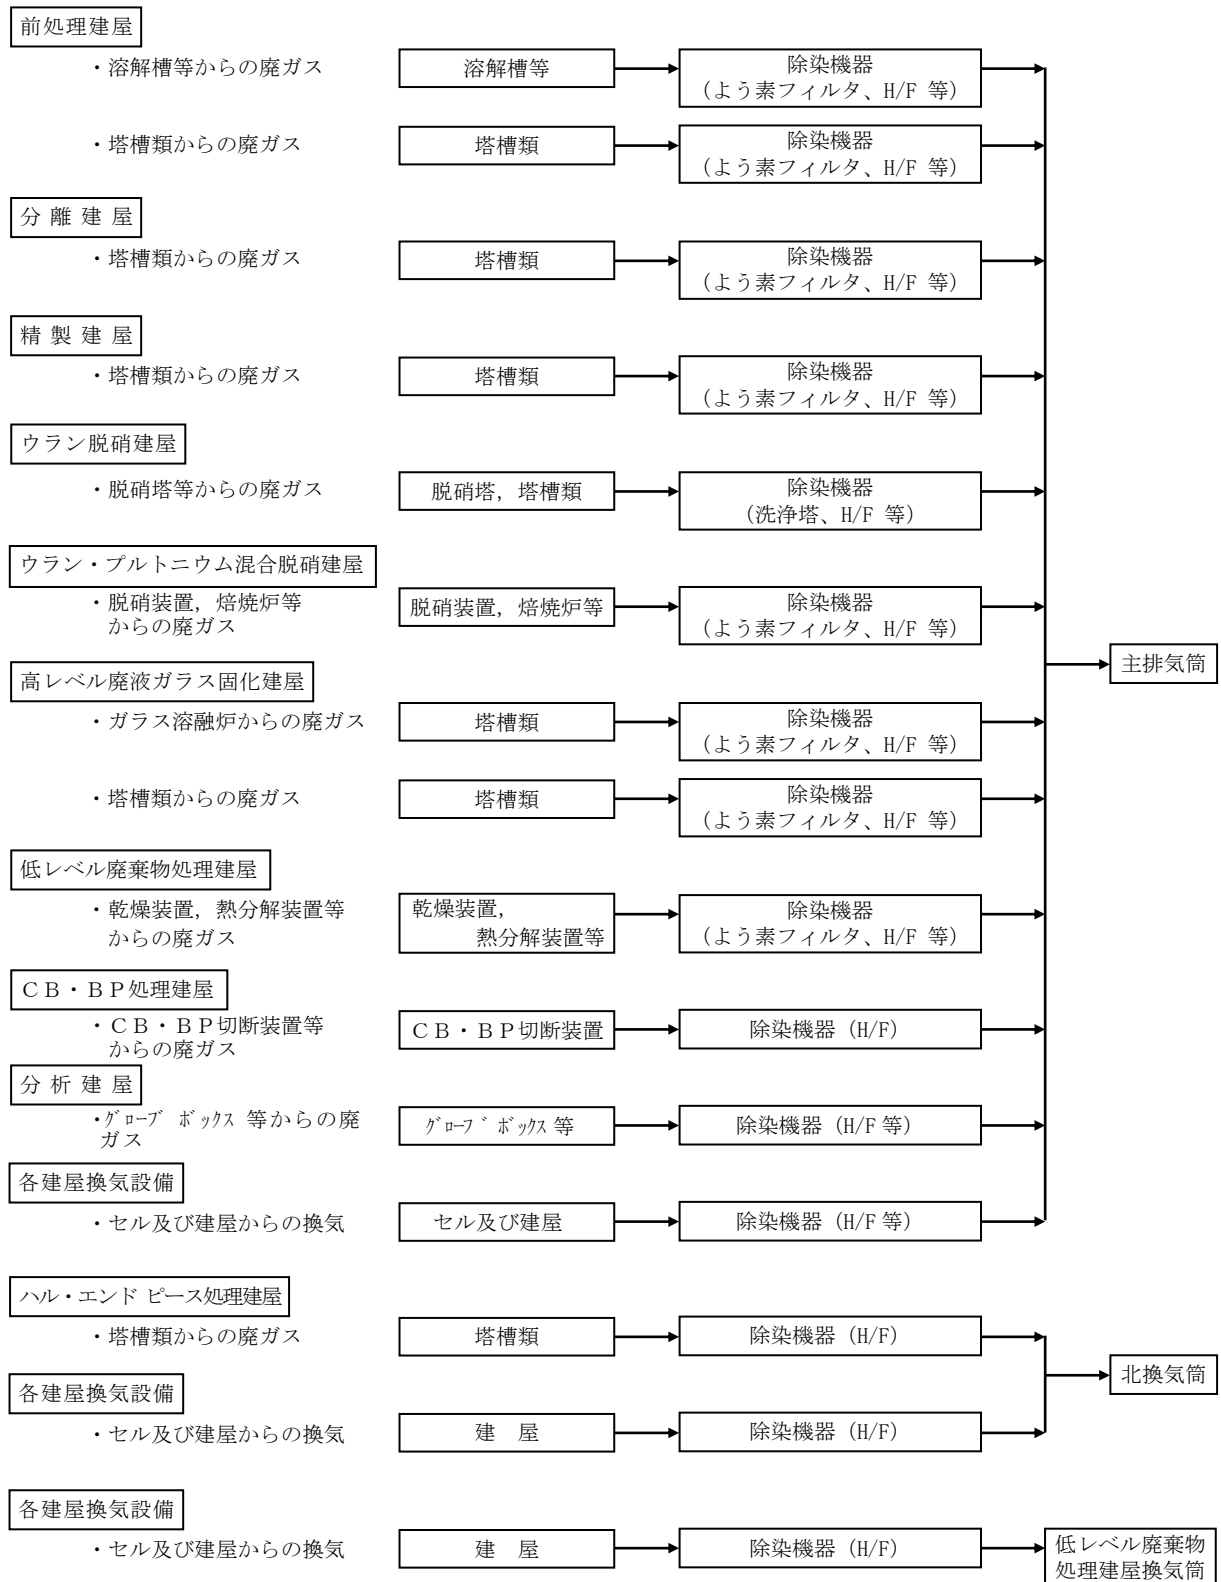 前処理建屋
・溶解槽等からの廃ガス
溶解槽等
除染機器
(よう素フィルタ、H/F 等)
・塔槽類からの廃ガス
塔槽類
除染機器
(よう素フィルタ、H/F 等)
分 離 建 屋
・塔槽類からの廃ガス
塔槽類
除染機器
(よう素フィルタ、H/F 等)
精 製 建 屋
・塔槽類からの廃ガス
塔槽類
除染機器
(よう素フィルタ、H/F 等)
ウラン脱硝建屋
・脱硝塔等からの廃ガス
脱硝塔，塔槽類
除染機器
(洗浄塔、H/F 等)
ウラン・プルトニウム混合脱硝建屋
・脱硝装置，焙焼炉等
からの廃ガス
脱硝装置，焙焼炉等
除染機器
(よう素フィルタ、H/F 等)
主排気筒
高レベル廃液ガラス固化建屋
・ガラス溶融炉からの廃ガス
塔槽類
除染機器
(よう素フィルタ、H/F 等)
・塔槽類からの廃ガス
塔槽類
除染機器
(よう素フィルタ、H/F 等)
低レベル廃棄物処理建屋
・乾燥装置，熱分解装置等
からの廃ガス
乾燥装置，
熱分解装置等
除染機器
(よう素フィルタ、H/F 等)
ＣＢ・ＢＰ処理建屋
・ＣＢ・ＢＰ切断装置等
からの廃ガス
ＣＢ・ＢＰ切断装置
除染機器 (H/F)
分 析 建 屋
・ｸﾞﾛｰﾌﾞ ﾎﾞｯｸｽ 等からの廃
ガス
ｸﾞﾛｰﾌﾞ ﾎﾞｯｸｽ 等
除染機器 (H/F 等)
各建屋換気設備
・セル及び建屋からの換気
セル及び建屋
除染機器 (H/F 等)
ハル・エンド ピース処理建屋
・塔槽類からの廃ガス
塔槽類
除染機器 (H/F)
北換気筒
各建屋換気設備
・セル及び建屋からの換気
建　屋
除染機器 (H/F)
各建屋換気設備
・セル及び建屋からの換気
建　屋
除染機器 (H/F)
低レベル廃棄物
処理建屋換気筒